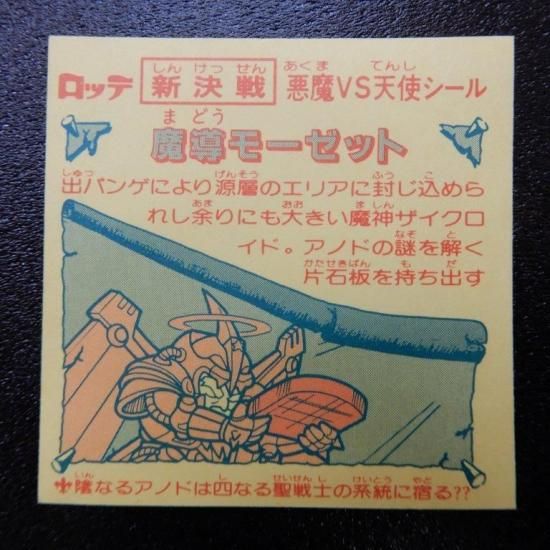 ロッテ 新決戦 悪魔VS天使シール
魔導モーゼット
出バンゲにより源層のエリアに封じ込めら
れし余りにも大きい魔神ザイクロ
イド。アノドの謎を解く
片石板を持ち出す
陰なるアノドは四なる聖戦士の系統に宿る??